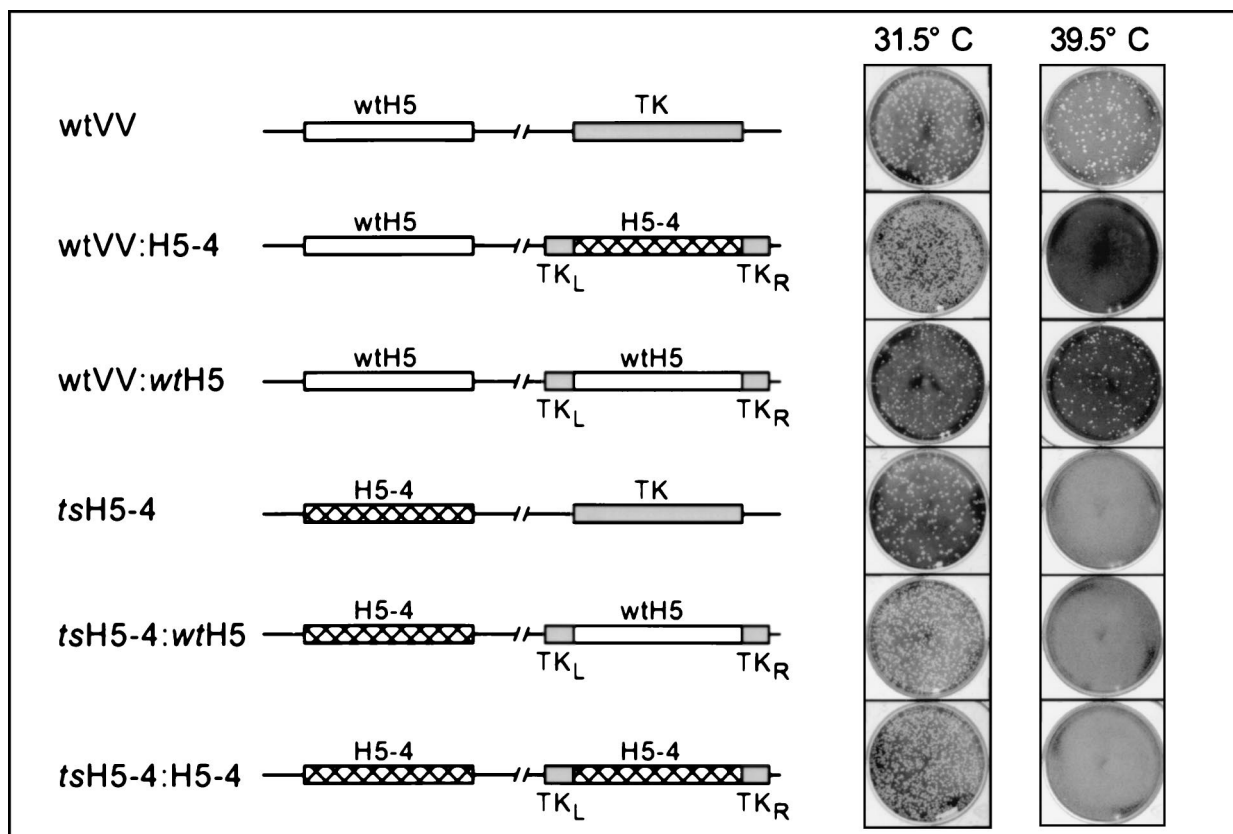 31.5° C 39.5° C
wtVV wtH5 TK
wtVV:H5-4 wtH5 H5-4
TKL TKR
wtVV:wtH5 wtH5 wtH5
TKL TKR
tsH5-4 H5-4 TK
tsH5-4:wtH5 H5-4 wtH5
TKL TKR
tsH5-4:H5-4 H5-4 H5-4
TKL TKR